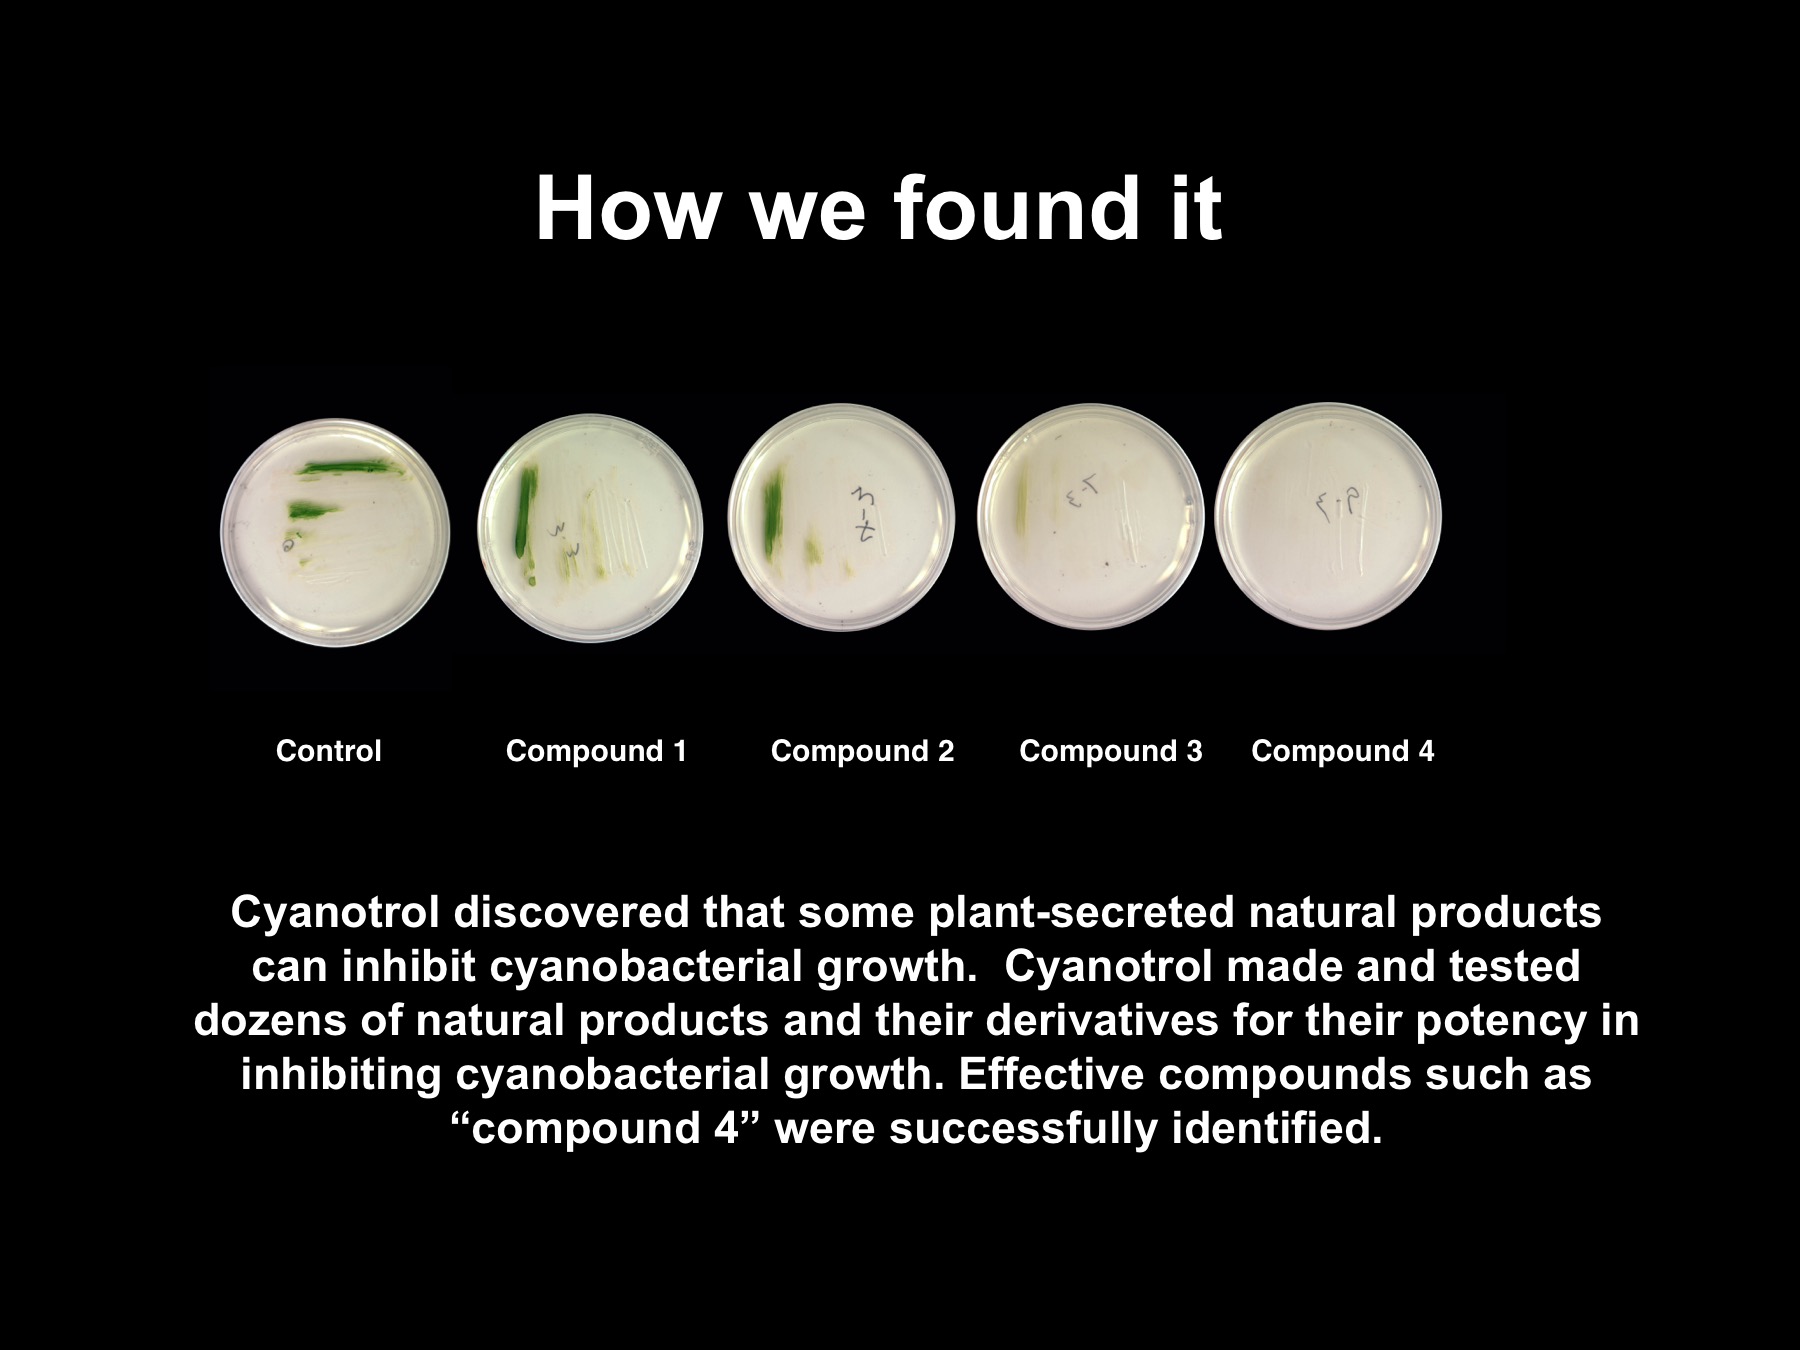 How we found it
Control Compound 1 Compound 2 Compound 3 Compound 4
Cyanotrol discovered that some plant-secreted natural products
can inhibit cyanobacterial growth.  Cyanotrol made and tested
dozens of natural products and their derivatives for their potency in
inhibiting cyanobacterial growth. Effective compounds such as
“compound 4” were successfully identified.